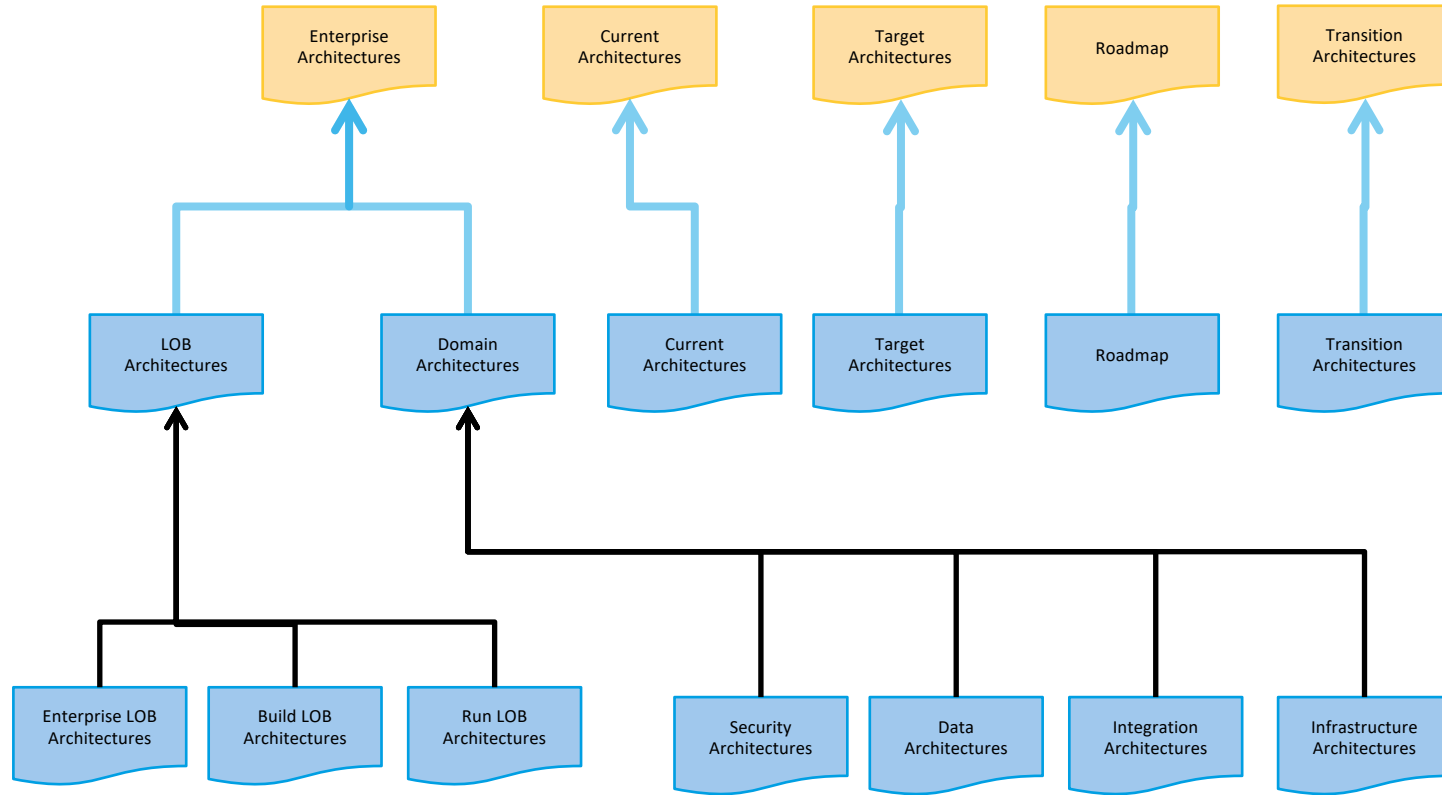 Enterprise
Architectures
Current
Architectures
Target
Architectures
Roadmap
Transition
Architectures
LOB
Architectures
Domain
Architectures
Current
Architectures
Target
Architectures
Roadmap
Transition
Architectures
Enterprise LOB
Architectures
Build LOB
Architectures
Run LOB
Architectures
Security
Architectures
Data
Architectures
Integration
Architectures
Infrastructure
Architectures